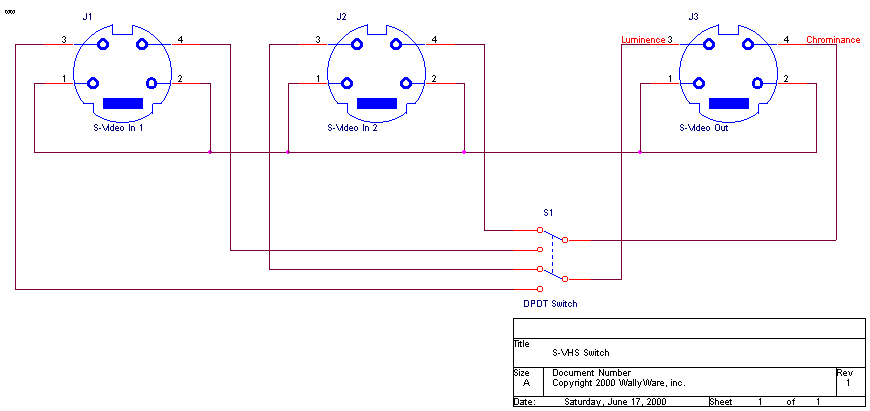 J1
J2
J3
3 4 3 4 Luminence 3 4 Chrominance
1 2 1 2 1 2
S-Video In 1 S-Video In 2 S-Video Out
S1
DPDT Switch
Title
S-VHS Switch
Size Document Number Rev
A Copyright 2000 WallyWare, inc. 1
Date: Saturday, June 17, 2000 Sheet 1 of 1